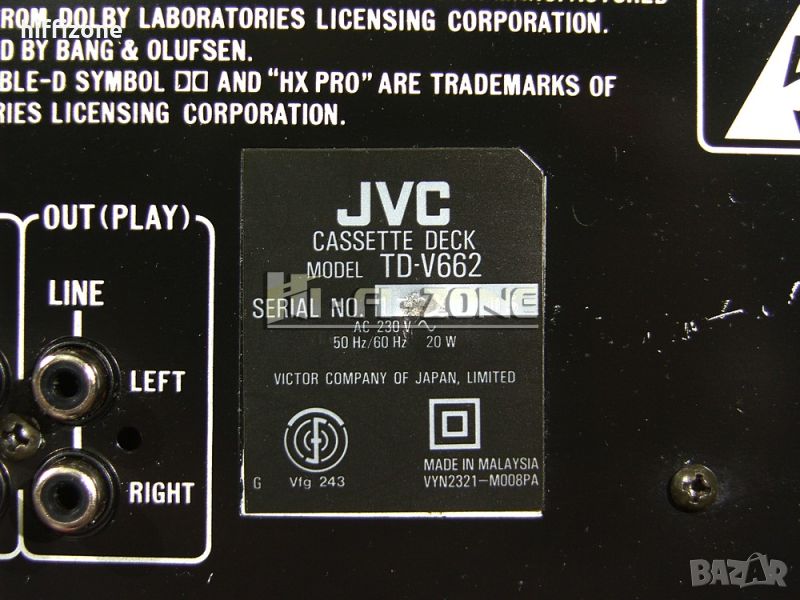 hififizone
FROM DOLBY LABORATORIES LICENSING CORPORATION.
D BY BANG & OLUFSEN.
BLE-D SYMBOL AND “HX PRO” ARE TRADEMARKS OF
RIES LICENSING CORPORATION.
OUT (PLAY)
LINE
LEFT
RIGHT
JVC
CASSETTE DECK
MODEL TD-V662
SERIAL NO.
Hi-Fi-ZONE
AC 230 V ~
50 Hz/60 Hz 20 W
VICTOR COMPANY OF JAPAN, LIMITED
G Vfg 243
MADE IN MALAYSIA
VYN2321-M008PA
BAZAR